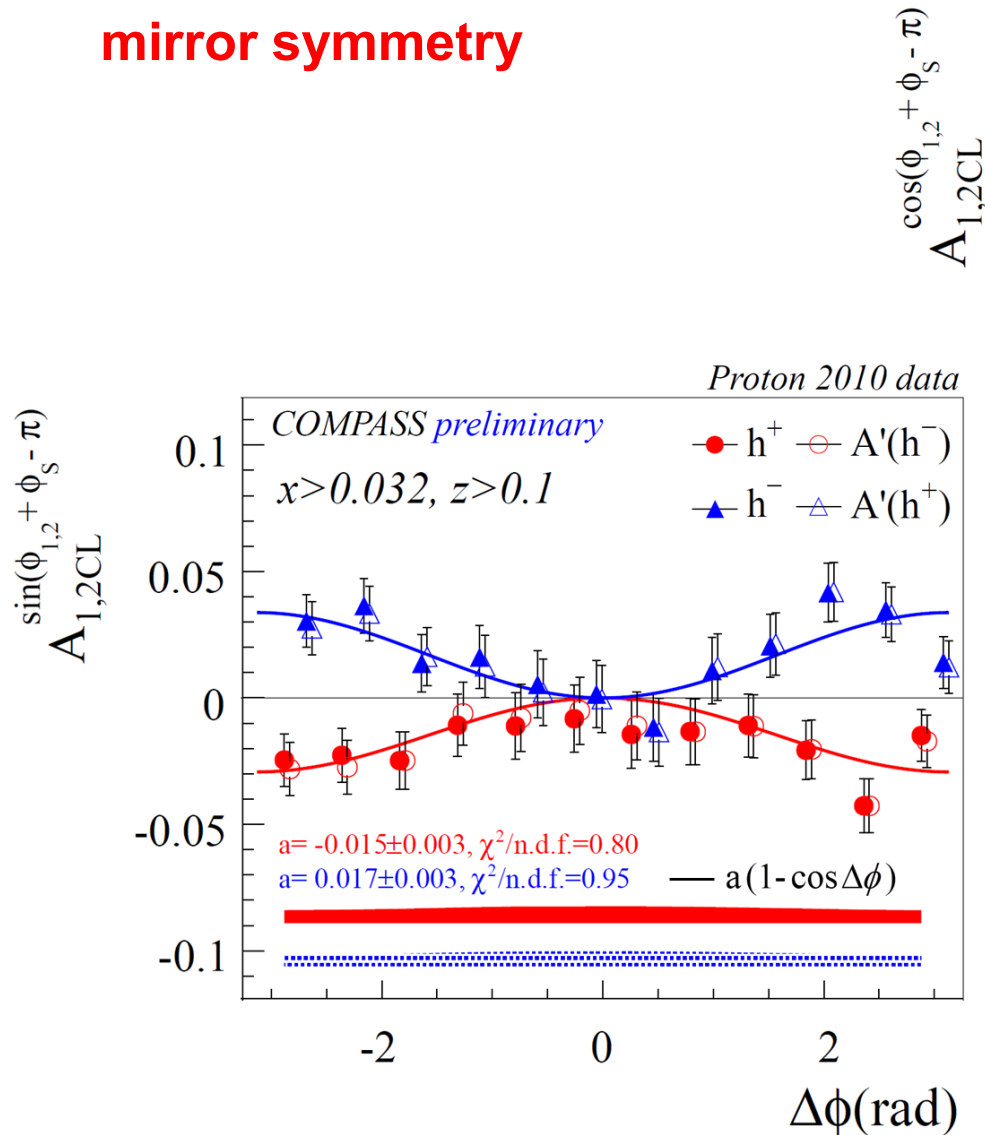 mirror symmetry
A_{1,2CL}^{cos(ϕ_{1,2} + ϕ_S - π)}
Proton 2010 data
A_{1,2CL}^{sin(ϕ_{1,2} + ϕ_S - π)}
COMPASS preliminary
x>0.032, z>0.1
h⁺ A'(h⁻)
h⁻ A'(h⁺)
0.1
0.05
0
-0.05
-0.1
a= -0.015±0.003, χ²/n.d.f.=0.80
a= 0.017±0.003, χ²/n.d.f.=0.95
a(1-cosΔϕ)
-2 0 2
Δϕ(rad)